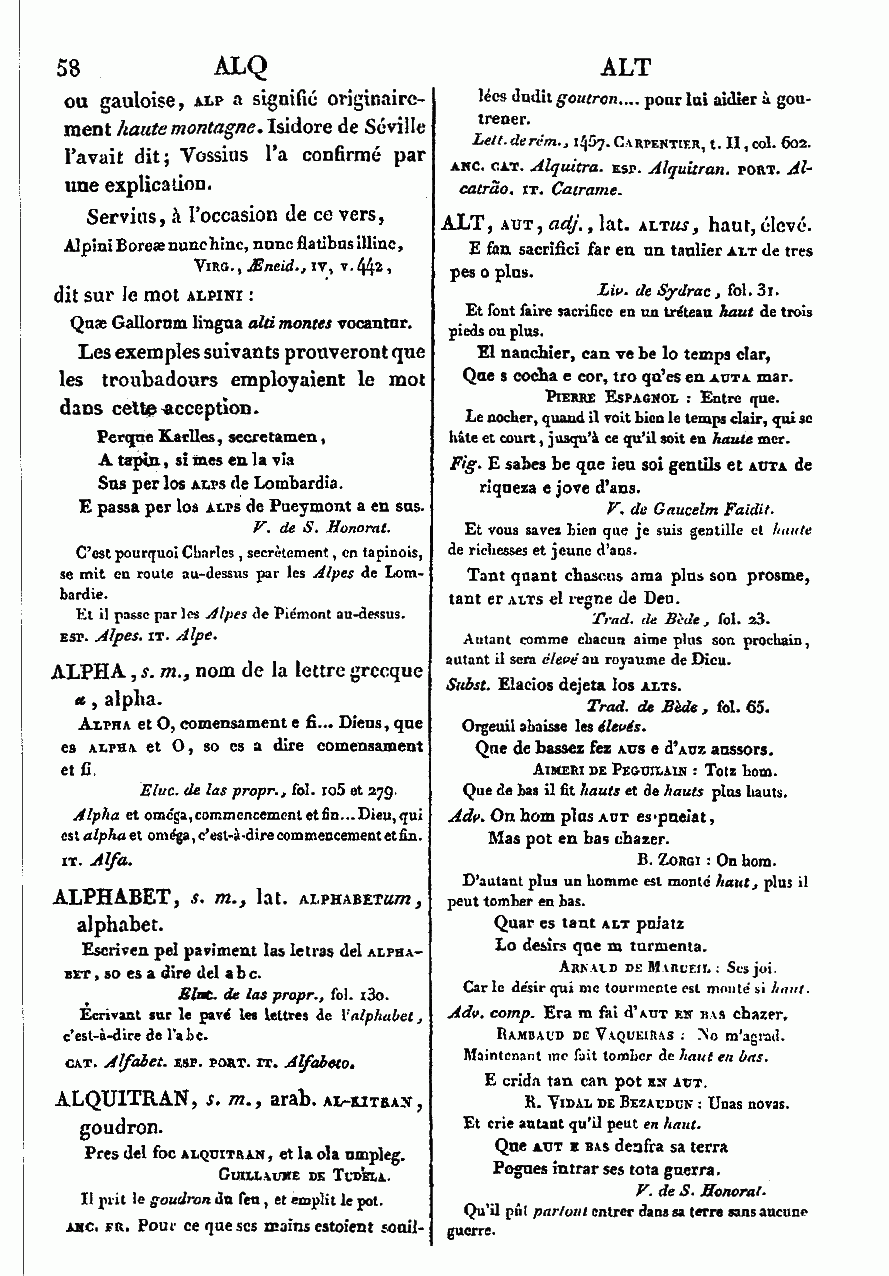 58 ALQ ALT
ou gauloise, ALP a signifié originaire-
ment haute montagne. Isidore de Séville
l'avait dit; Vossius l'a confirmé par
une explication.
Servius, à l'occasion de ce vers,
Alpini Boreæ nunc hinc, nunc flatibus illinc,
VIRG., Æneid., IV, v. 442,
dit sur le mot ALPINI :
Quæ Gallorum lingua alti montes vocantur.
Les exemples suivants prouveront que
les troubadours employaient le mot
dans cette acception.
Perque Karlles, secretamen,
A tapin, si mes en la via
Sus per los ALPS de Lombardia.
E passa per los ALPS de Pueymont a en sus.
V. de S. Honorat.
C'est pourquoi Charles, secrètement, en tapinois,
se mit en route au-dessus par les Alpes de Lom-
bardie.
Et il passe par les Alpes de Piémont au-dessus.
ESP. Alpes. IT. Alpe.
ALPHA, s. m., nom de la lettre grecque
α, alpha.
ALPHA et O, comensament e fi... Dieus, que
es ALPHA et O, so es a dire comensament
et fi.
Eluc. de las propr., fol. 105 et 279.
Alpha et oméga, commencement et fin... Dieu, qui
est alpha et oméga, c'est-à-dire commencement et fin.
IT. Alfa.
ALPHABET, s. m., lat. ALPHABETum,
alphabet.
Escriven pel paviment las letras del ALPHA-
BET, so es a dire del abc.
Eluc. de las propr., fol. 130.
Écrivant sur le pavé les lettres de l'alphabet,
c'est-à-dire de l'abc.
CAT. Alfabet. ESP. PORT. IT. Alfabeto.
ALQUITRAN, s. m., arab. AL-KITRAN,
goudron.
Pres del foc ALQUITRAN, et la ola umpleg.
GUILLAUME DE TUDELA.
Il prit le goudron du feu, et emplit le pot.
ANC. FR. Pour ce que ses mains estoient souil-
lées dudit goutron.... pour lui aidier à gou-
trener.
Lett. de rém., 1457. CARPENTIER, t. II, col. 602.
ANC. CAT. Alquitra. ESP. Alquitran. PORT. Al-
catrão. IT. Catrame.
ALT, AUT, adj., lat. ALTus, haut, élevé.
E fan sacrifici far en un taulier ALT de tres
pes o plus.
Liv. de Sydrac, fol. 31.
Et font faire sacrifice en un tréteau haut de trois
pieds ou plus.
El nauchier, can ve be lo temps clar,
Que s cocha e cor, tro qu'es en AUTA mar.
PIERRE ESPAGNOL : Entre que.
Le nocher, quand il voit bien le temps clair, qui se
hâte et court, jusqu'à ce qu'il soit en haute mer.
Fig. E sabes be que ieu soi gentils et AUTA de
riqueza e jove d'ans.
V. de Gaucelm Faidit.
Et vous savez bien que je suis gentille et haute
de richesses et jeune d'ans.
Tant quant chascus ama plus son prosme,
tant er ALTS el regne de Deu.
Trad. de Bède, fol. 23.
Autant comme chacun aime plus son prochain,
autant il sera élevé au royaume de Dieu.
Subst. Elacios dejeta los ALTS.
Trad. de Bède, fol. 65.
Orgeuil abaisse les élevés.
Que de bassez fez AUS e d'AUZ aussors.
AIMERI DE PEGUILAIN : Totz hom.
Que de bas il fit hauts et de hauts plus hauts.
Adv. On hom plus AUT es pueiat,
Mas pot en bas chazer.
B. ZORGI : On hom.
D'autant plus un homme est monté haut, plus il
peut tomber en bas.
Quar es tant ALT puiatz
Lo desirs que m turmenta.
ARNAUD DE MARUEIL : Ses joi.
Car le désir qui me tourmente est monté si haut.
Adv. comp. Era m fai d'AUT EN BAS chazer,
RAMBAUD DE VAQUEIRAS : No m'agrad.
Maintenant me fait tomber de haut en bas.
E crida tan can pot EN AUT.
R. VIDAL DE BEZAUDUN : Unas novas.
Et crie autant qu'il peut en haut.
Que AUT E BAS denfra sa terra
Pogues intrar ses tota guerra.
V. de S. Honorat.
Qu'il pût partout entrer dans sa terre sans aucune
guerre.